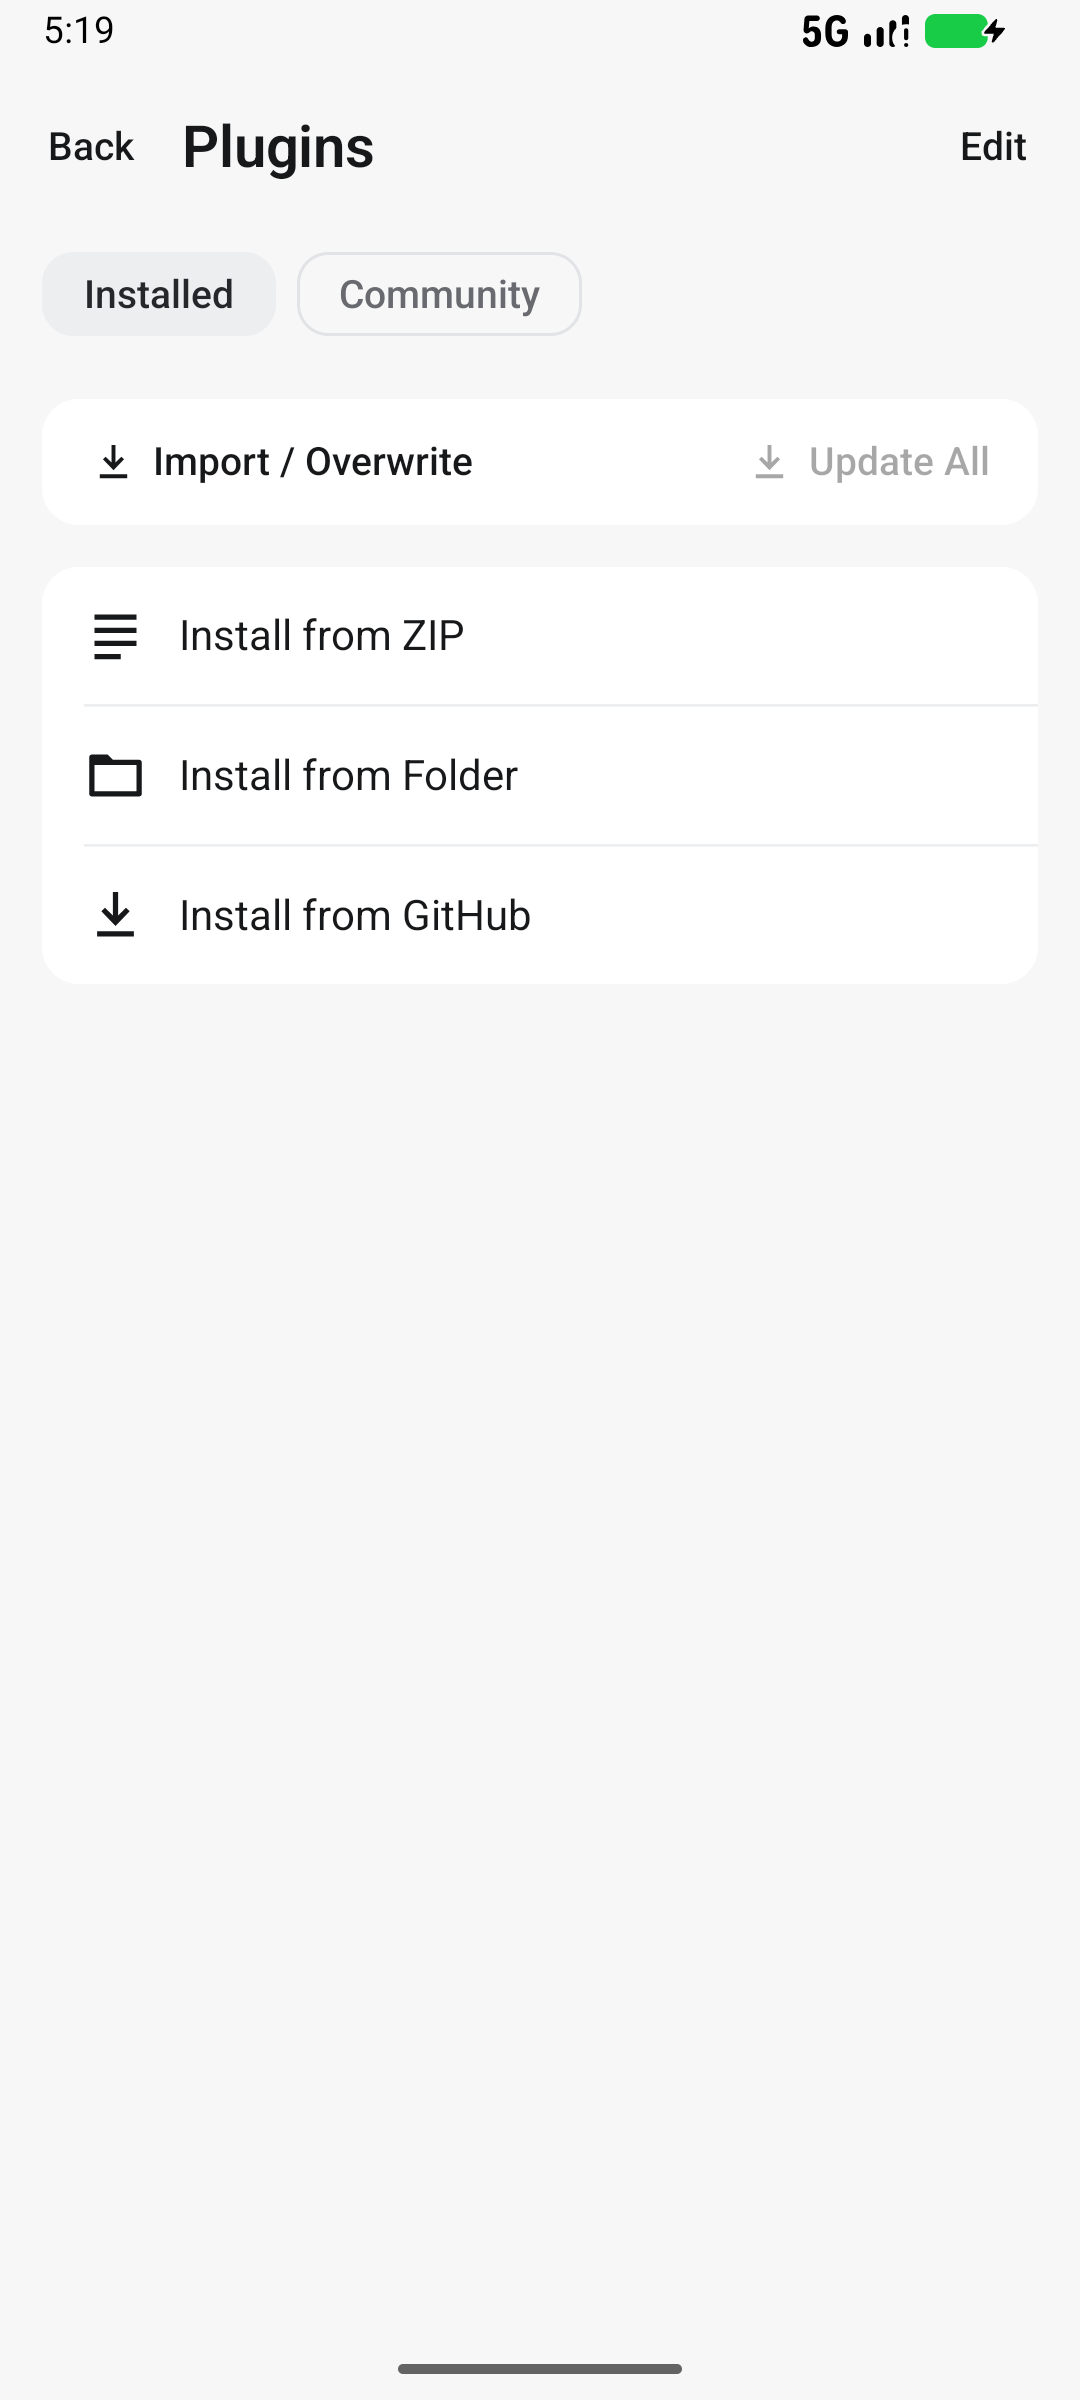 5:19 5G
Back Plugins Edit
Installed Community
Import / Overwrite Update All
Install from ZIP
Install from Folder
Install from GitHub